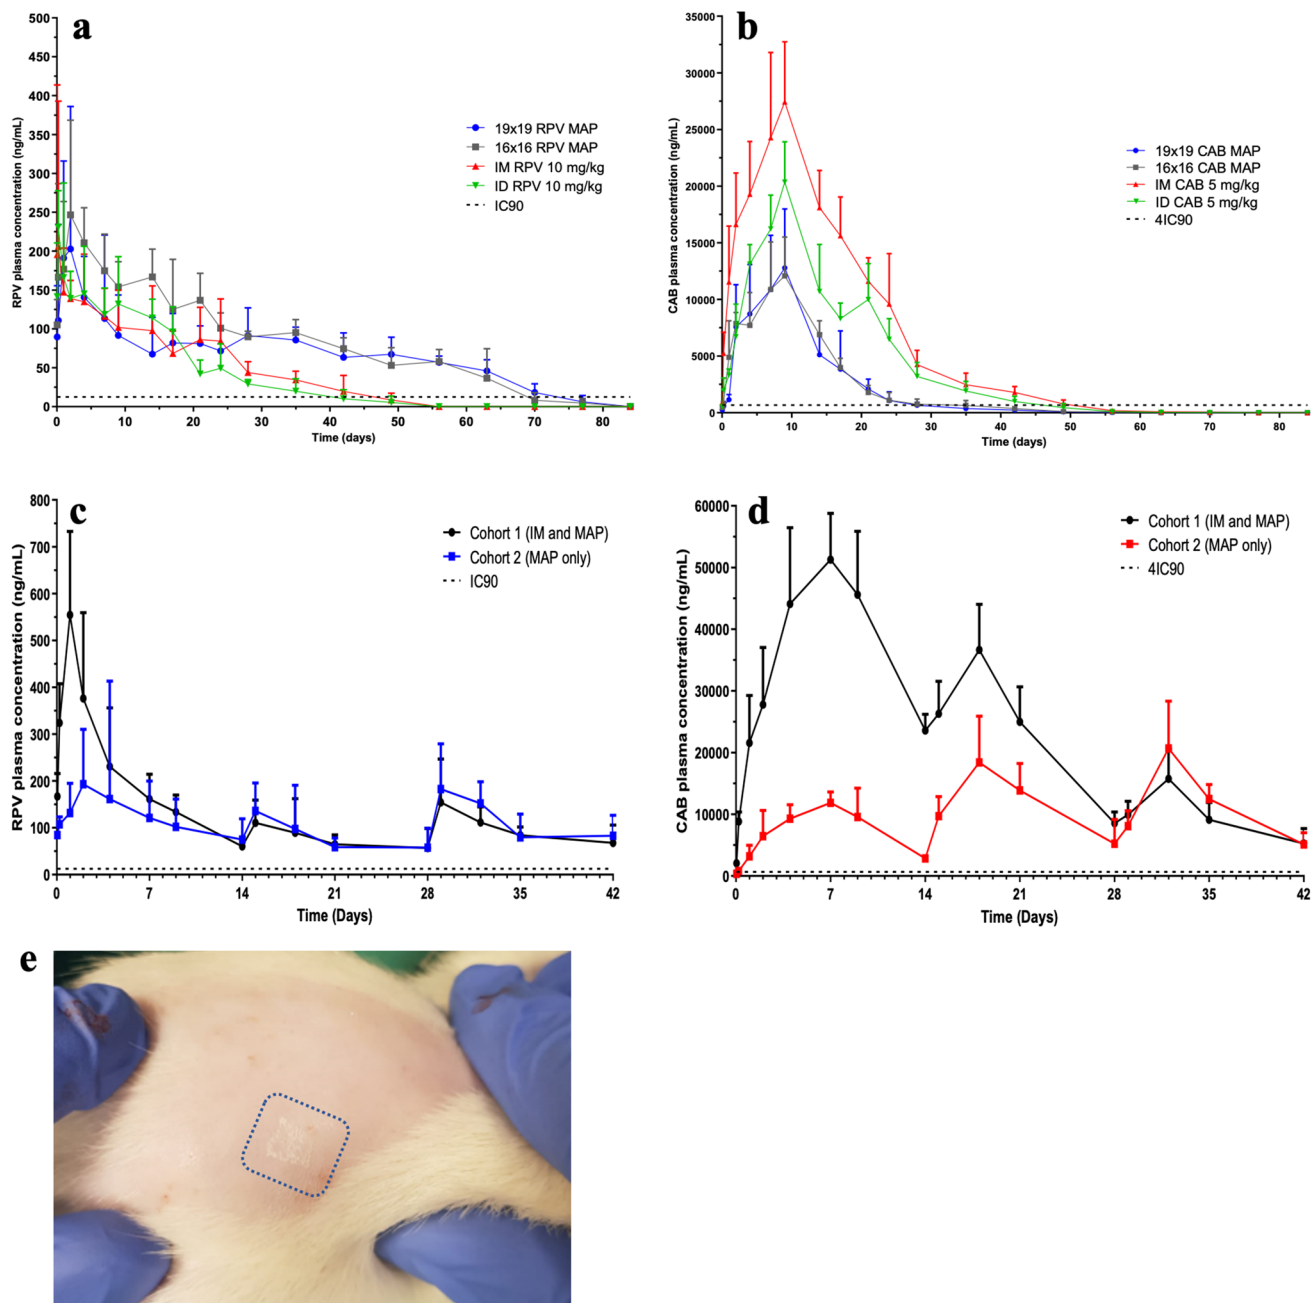 a
500
450
400
350
300
250
200
150
100
50
0
RPV plasma concentration (ng/mL)
19x19 RPV MAP
16x16 RPV MAP
IM RPV 10 mg/kg
ID RPV 10 mg/kg
IC90
0 10 20 30 40 50 60 70 80
Time (days)
b
35000
30000
25000
20000
15000
10000
5000
0
CAB plasma concentration (ng/mL)
19x19 CAB MAP
16x16 CAB MAP
IM CAB 5 mg/kg
ID CAB 5 mg/kg
4IC90
0 10 20 30 40 50 60 70 80
Time (days)
c
800
700
600
500
400
300
200
100
0
RPV plasma concentration (ng/mL)
Cohort 1 (IM and MAP)
Cohort 2 (MAP only)
IC90
0 7 14 21 28 35 42
Time (Days)
d
60000
50000
40000
30000
20000
10000
0
CAB plasma concentration (ng/mL)
Cohort 1 (IM and MAP)
Cohort 2 (MAP only)
4IC90
0 7 14 21 28 35 42
Time (Days)
e